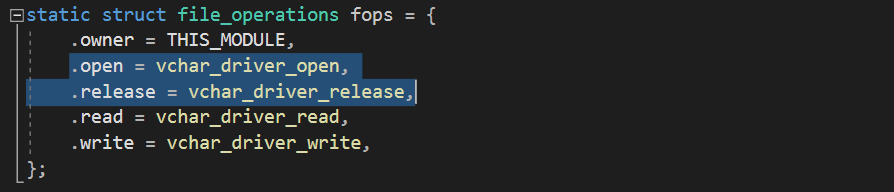 static struct file_operations fops = {
    .owner = THIS_MODULE,
    .open = vchar_driver_open,
    .release = vchar_driver_release,
    .read = vchar_driver_read,
    .write = vchar_driver_write,
};